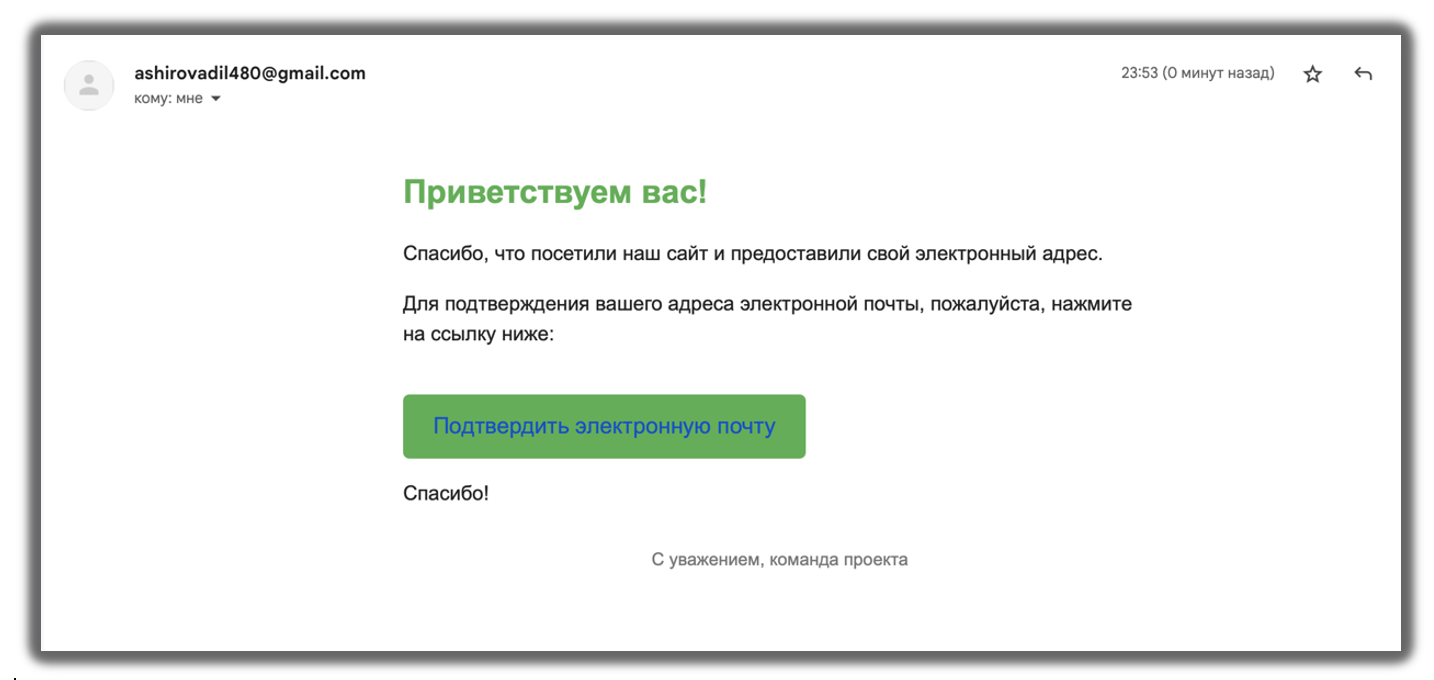 ashirovadil480@gmail.com
23:53 (0 минут назад)
кому: мне
Приветствуем вас!
Спасибо, что посетили наш сайт и предоставили свой электронный адрес.
Для подтверждения вашего адреса электронной почты, пожалуйста, нажмите
на ссылку ниже:
Подтвердить электронную почту
Спасибо!
С уважением, команда проекта